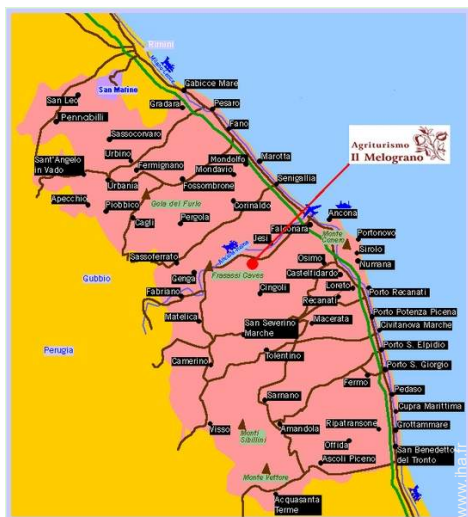 Rimini
San Marino
Gabicce Mare
San Leo
Gradara
Pesaro
Pennabilli
Fano
Sassocorvaro
Agriturismo
Il Melograno
Urbino
Mondolfo
Marotta
Sant'Angelo
in Vado
Fermignano
Mondavio
Senigallia
Urbania
Fossombrone
Apecchio
Piobbico
Gola del Furlo
Corinaldo
Cagli
Pergola
Ancona
Falconara
Portonovo
Jesi
Monte
Conero
Sirolo
Sassoferrato
Ancona-Roma
Osimo
Numana
Gubbio
Genga
Frasassi Caves
Castelfidardo
Fabriano
Cingoli
Loreto
Porto Recanati
Recanati
Matelica
Macerata
Porto Potenza Picena
San Severino
Marche
Civitanova Marche
Perugia
Porto S. Elpidio
Camerino
Tolentino
Porto S. Giorgio
Fermo
Sarnano
Pedaso
Cupra Marittima
Visso
Monti
Sibillini
Amandola
Ripatransone
Grottammare
Offida
San Benedetto
del Tronto
Ascoli Piceno
Monte Vettore
Acquasanta
Terme
www.iha.fr